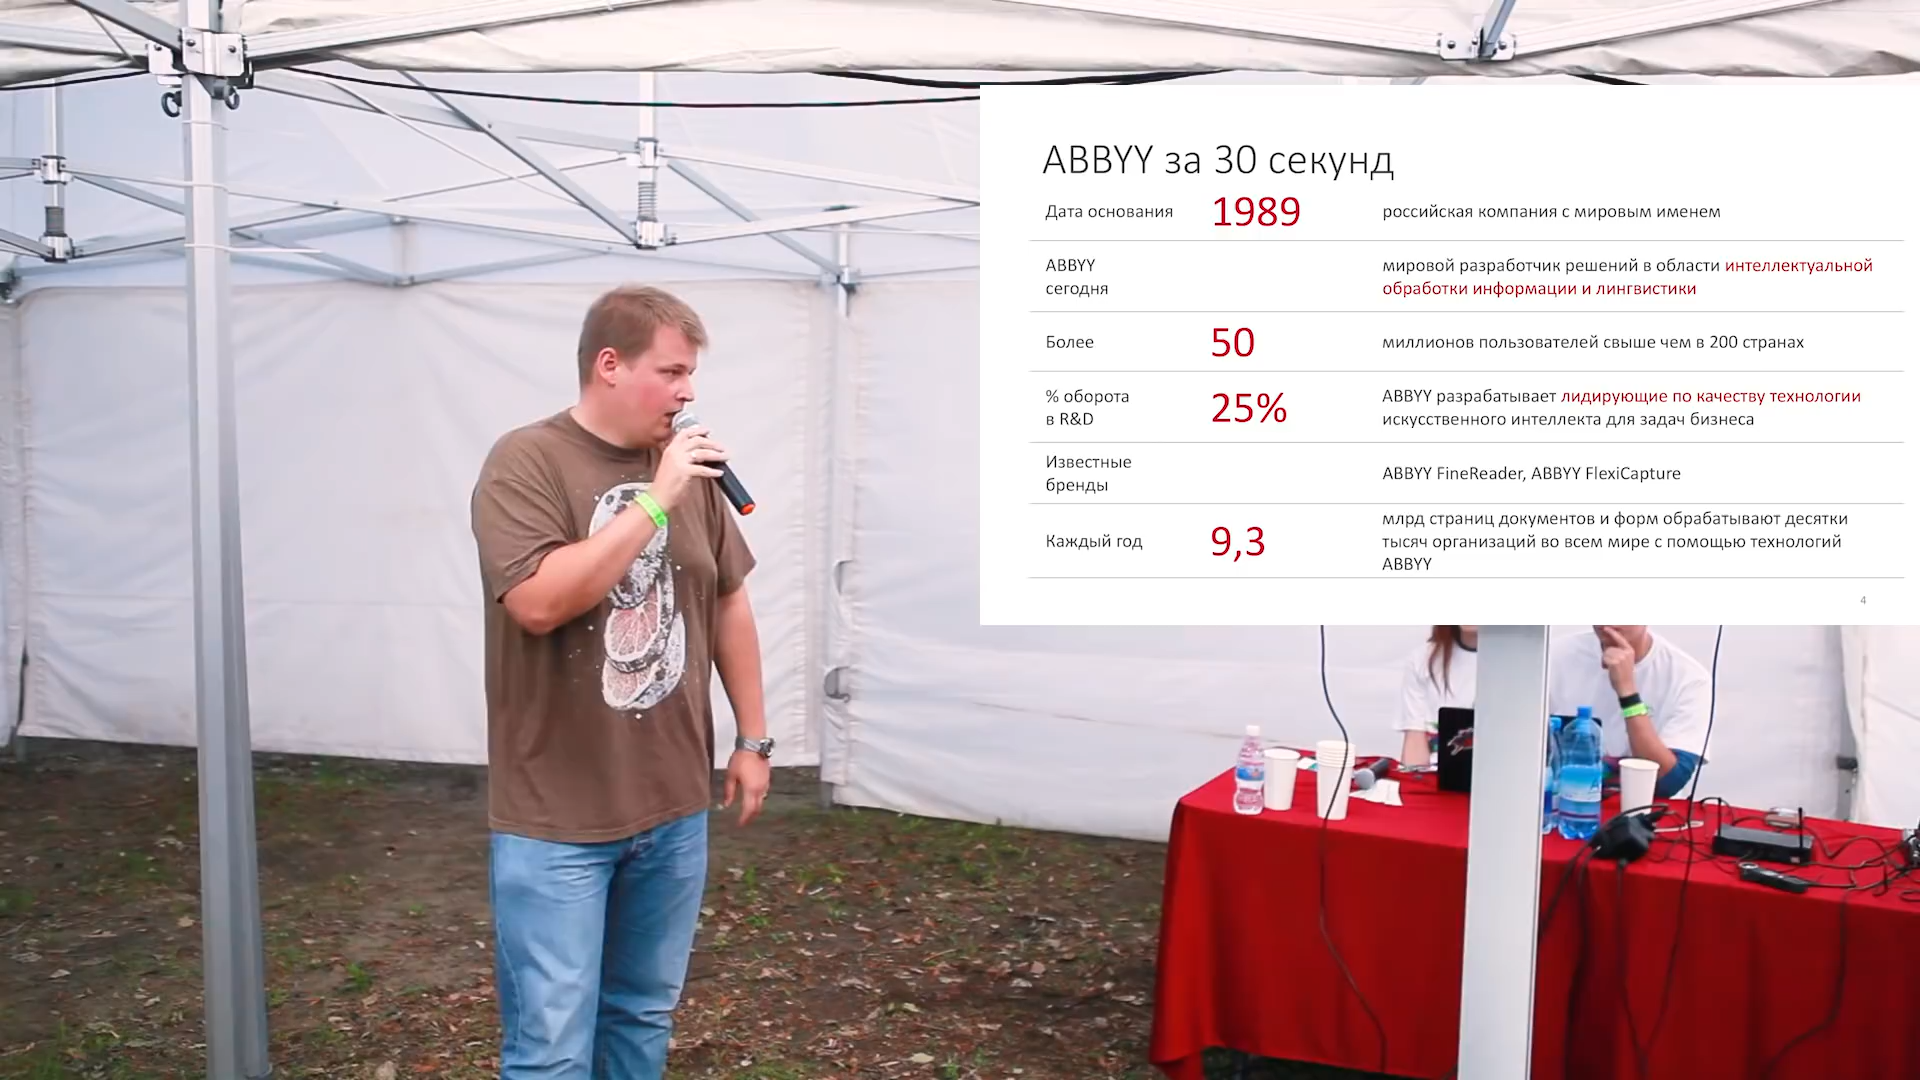 ABBYY за 30 секунд
Дата основания 1989 российская компания с мировым именем
ABBYY
сегодня
мировой разработчик решений в области интеллектуальной
обработки информации и лингвистики
Более 50 миллионов пользователей свыше чем в 200 странах
% оборота
в R&D
25%
ABBYY разрабатывает лидирующие по качеству технологии
искусственного интеллекта для задач бизнеса
Известные
бренды
ABBYY FineReader, ABBYY FlexiCapture
Каждый год 9,3
млрд страниц документов и форм обрабатывают десятки
тысяч организаций во всем мире с помощью технологий
ABBYY
4